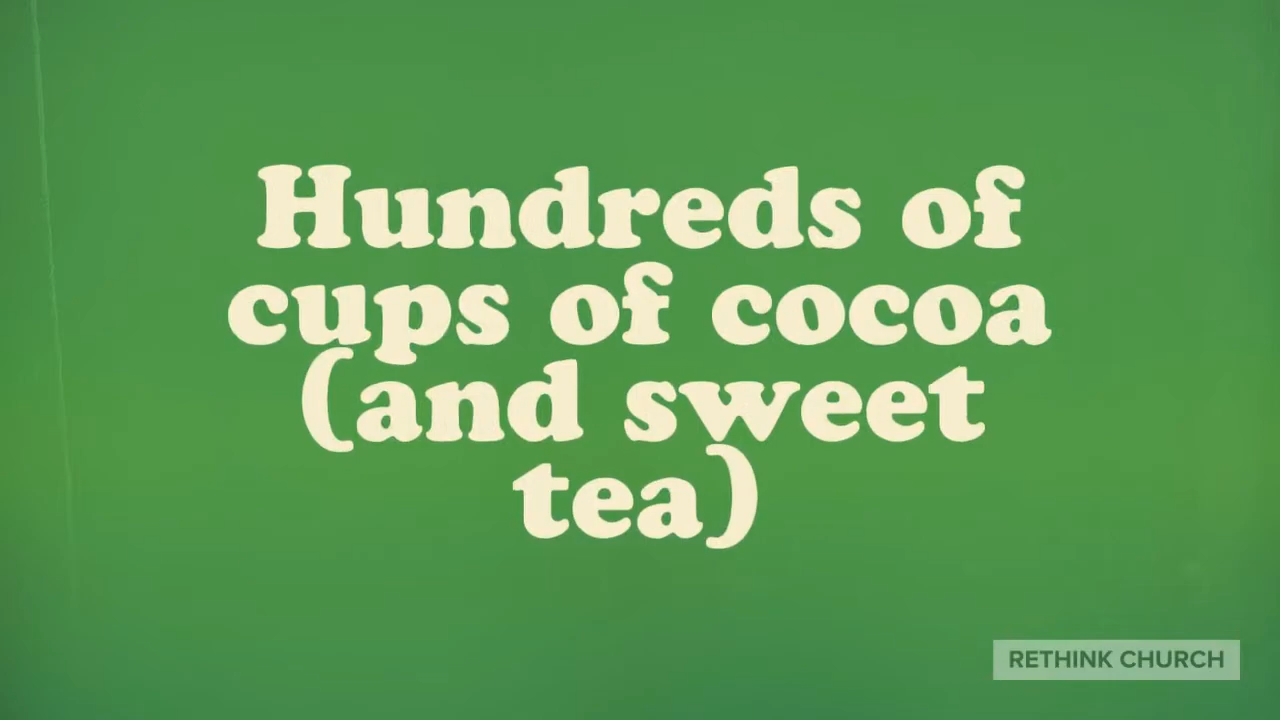 Hundreds of
cups of cocoa
(and sweet
tea)
RETHINK CHURCH